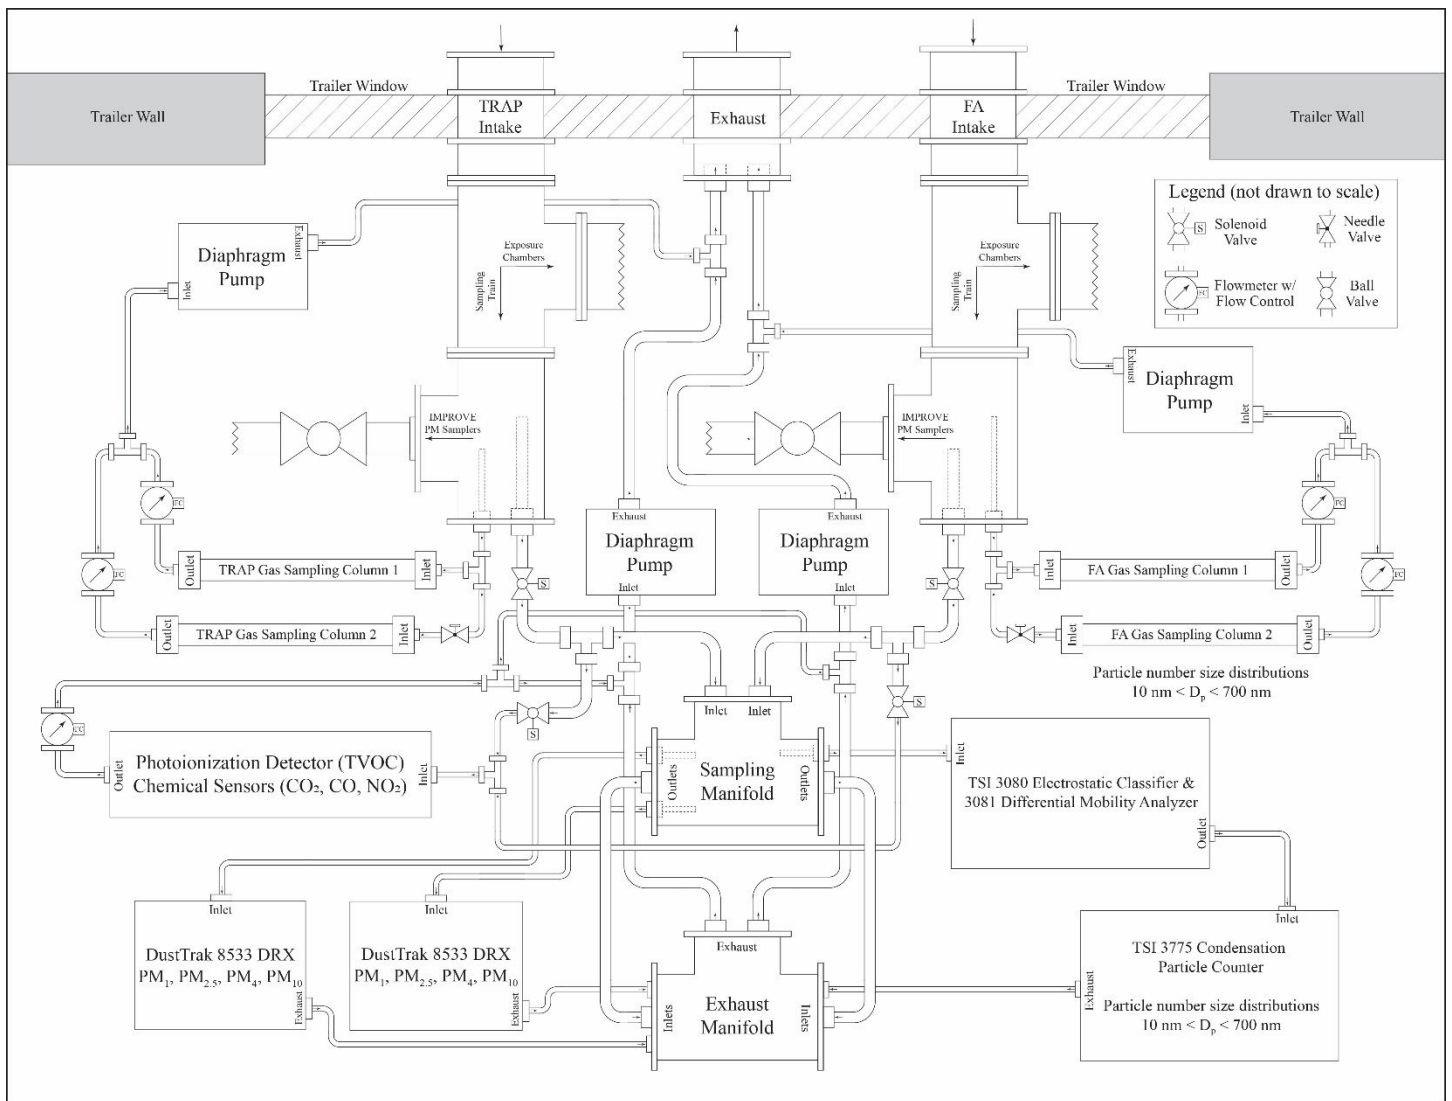 Trailer Wall
Trailer Window
TRAP
Intake
Exhaust
FA
Intake
Trailer Window
Trailer Wall
Legend (not drawn to scale)
S
Solenoid
Valve
Needle
Valve
FC
Flowmeter w/
Flow Control
Ball
Valve
Diaphragm
Pump
Exhaust
Inlet
Exposure
Chambers
Sampling
Train
Exposure
Chambers
Sampling
Train
Exhaust
Diaphragm
Pump
Inlet
IMPROVE
PM Samplers
IMPROVE
PM Samplers
FC
FC
FC
FC
Exhaust
Diaphragm
Pump
Inlet
Exhaust
Diaphragm
Pump
Inlet
Outlet
TRAP Gas Sampling Column 1
Inlet
S
S
Inlet
FA Gas Sampling Column 1
Outlet
Outlet
TRAP Gas Sampling Column 2
Inlet
Inlet
FA Gas Sampling Column 2
Outlet
Particle number size distributions
10 nm < Dp < 700 nm
FC
S
S
Outlet
Photoionization Detector (TVOC)
Chemical Sensors (CO₂, CO, NO₂)
Inlet
Inlet
Inlet
Outlets
Sampling
Manifold
Outlets
Inlet
TSI 3080 Electrostatic Classifier &
3081 Differential Mobility Analyzer
Outlet
Inlet
DustTrak 8533 DRX
PM1, PM2.5, PM4, PM10
Exhaust
Inlet
DustTrak 8533 DRX
PM1, PM2.5, PM4, PM10
Exhaust
Exhaust
Inlets
Exhaust
Manifold
Inlets
Inlet
TSI 3775 Condensation
Particle Counter
Exhaust
Particle number size distributions
10 nm < Dp < 700 nm